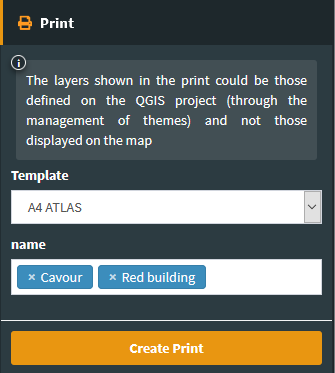 Print
The layers shown in the print could be those
defined on the QGIS project (through the
management of themes) and not those
displayed on the map
Template
A4 ATLAS
name
× Cavour × Red building
Create Print